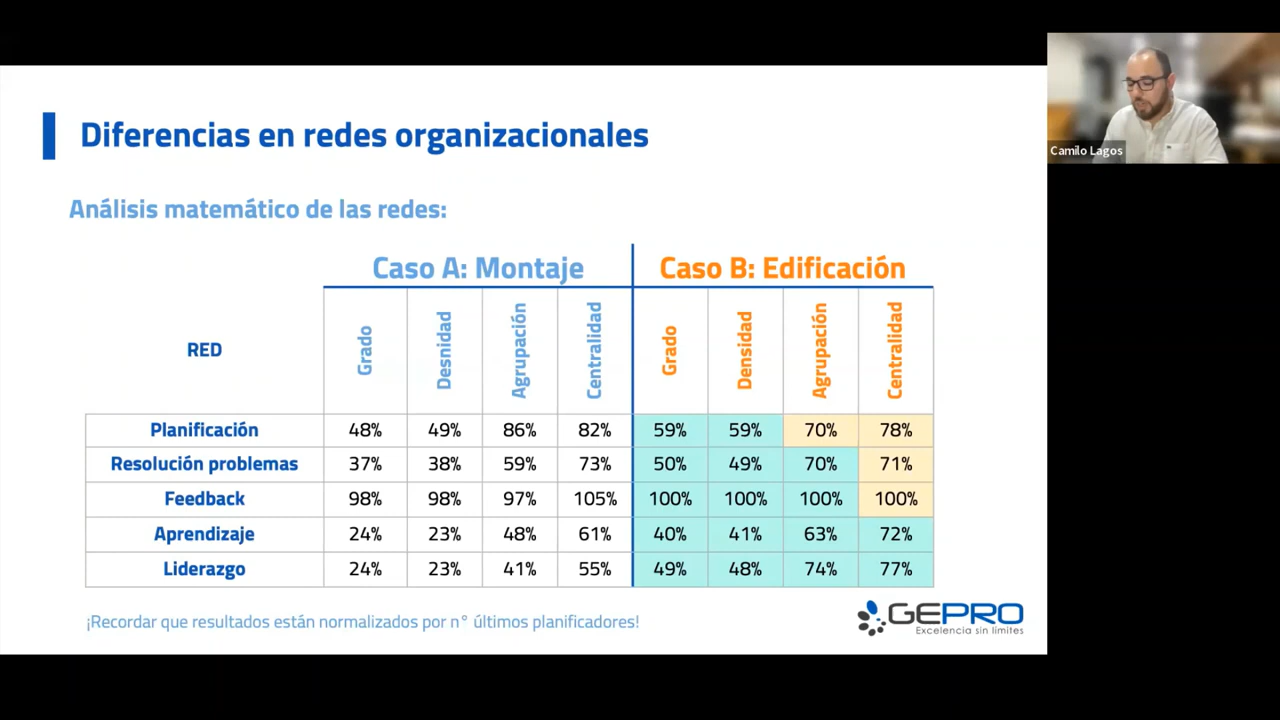 Diferencias en redes organizacionales
Análisis matemático de las redes:
Caso A: Montaje Caso B: Edificación
RED Grado Desnidad Agrupación Centralidad Grado Densidad Agrupación Centralidad
Planificación 48% 49% 86% 82% 59% 59% 70% 78%
Resolución problemas 37% 38% 59% 73% 50% 49% 70% 71%
Feedback 98% 98% 97% 105% 100% 100% 100% 100%
Aprendizaje 24% 23% 48% 61% 40% 41% 63% 72%
Liderazgo 24% 23% 41% 55% 49% 48% 74% 77%
¡Recordar que resultados están normalizados por n° últimos planificadores!
GEPRO
Excelencia sin límites
Camilo Lagos